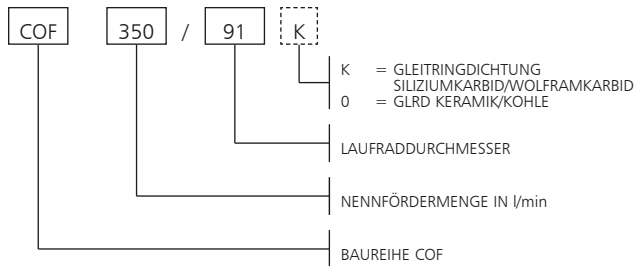 COF 350 / 91 K
K = GLEITRINGDICHTUNG
SILIZIUMKARBID/WOLFRAMKARBID
0 = GLRD KERAMIK/KOHLE
LAUFRADDURCHMESSER
NENNFÖRDERMENGE IN l/min
BAUREIHE COF